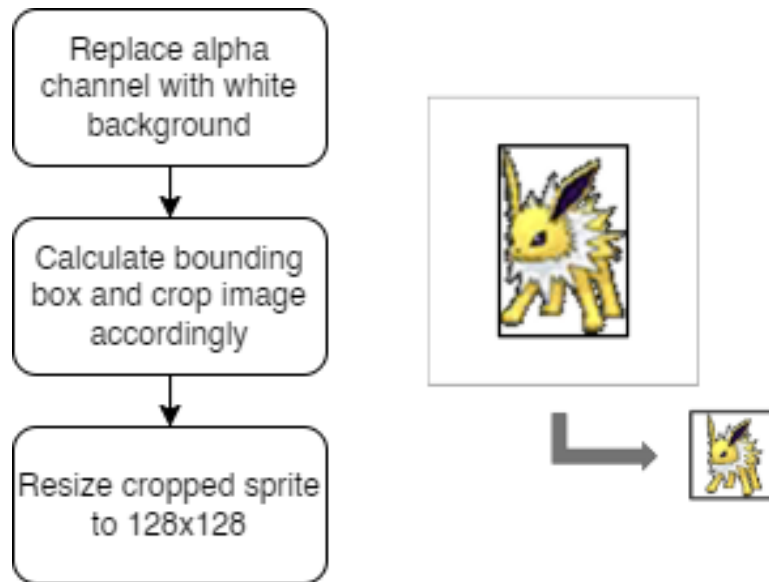 Replace alpha
channel with white
background
Calculate bounding
box and crop image
accordingly
Resize cropped sprite
to 128x128